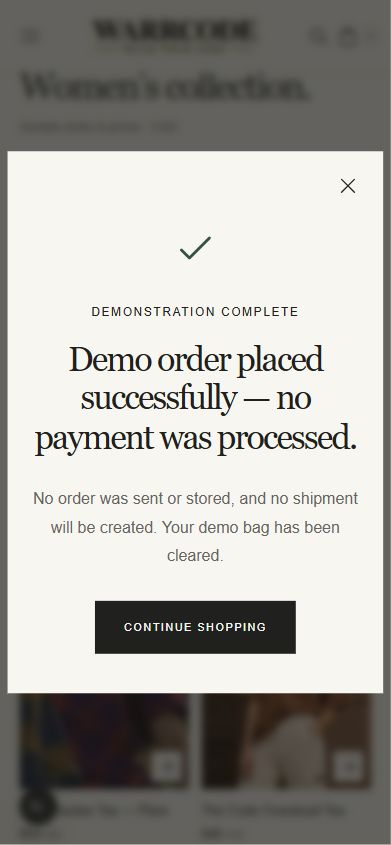 WARRCODE
Women's collection.
DEMONSTRATION COMPLETE
Demo order placed
successfully — no
payment was processed.
No order was sent or stored, and no shipment
will be created. Your demo bag has been
cleared.
CONTINUE SHOPPING